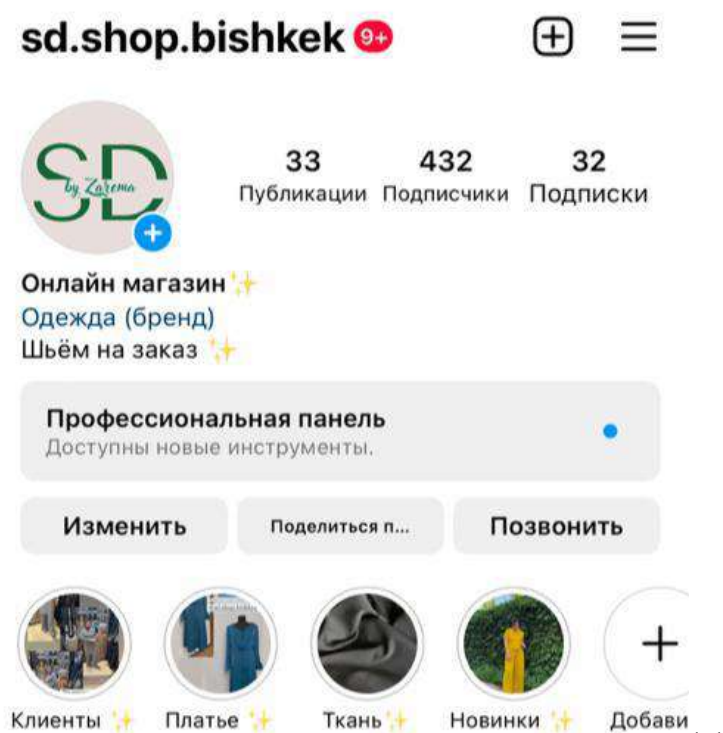 sd.shop.bishkek 9+
SD
by Zarema
33 432 32
Публикации Подписчики Подписки
Онлайн магазин✨
Одежда (бренд)
Шьём на заказ ✨
Профессиональная панель
Доступны новые инструменты.
Изменить Поделиться п... Позвонить
Клиенты ✨ Платье ✨ Ткань✨ Новинки ✨ Добави